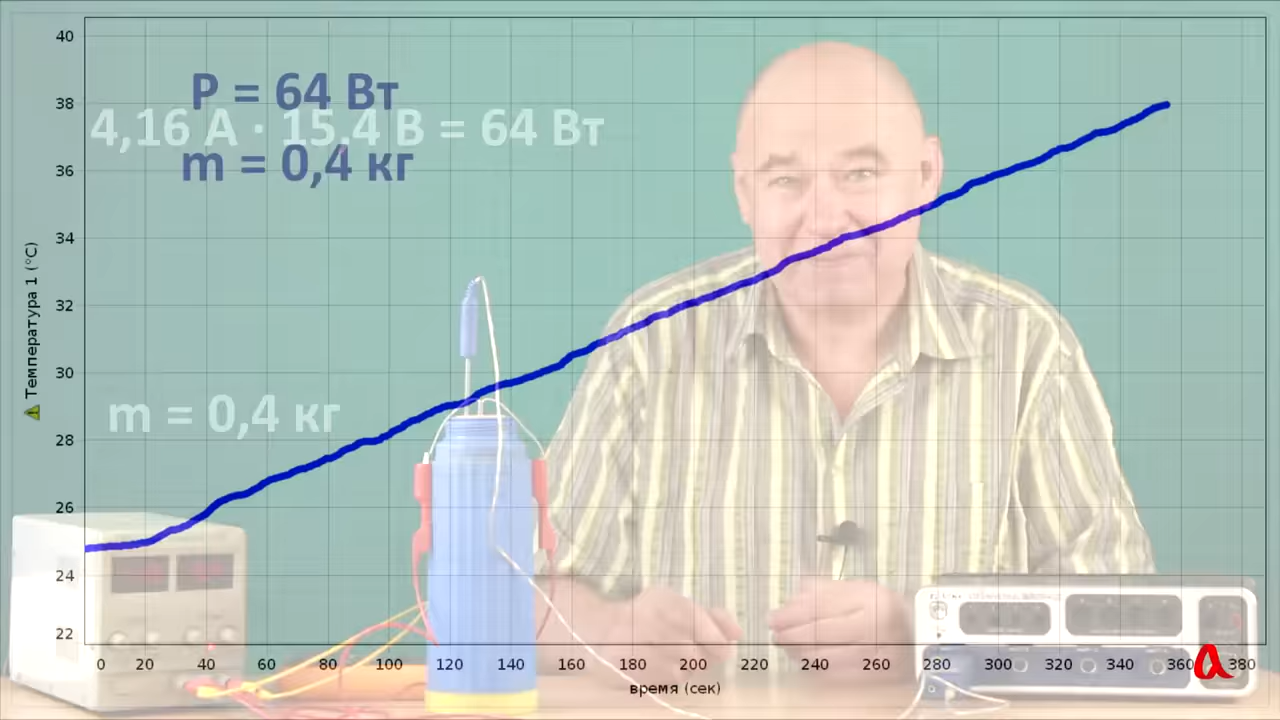 P = 64 Вт
4,16 А · 15,4 В = 64 Вт
m = 0,4 кг
m = 0,4 кг
Температура 1 (°C)
40
38
36
34
32
30
28
26
24
22
0 20 40 60 80 100 120 140 160 180 200 220 240 260 280 300 320 340 360 380
время (сек)
a